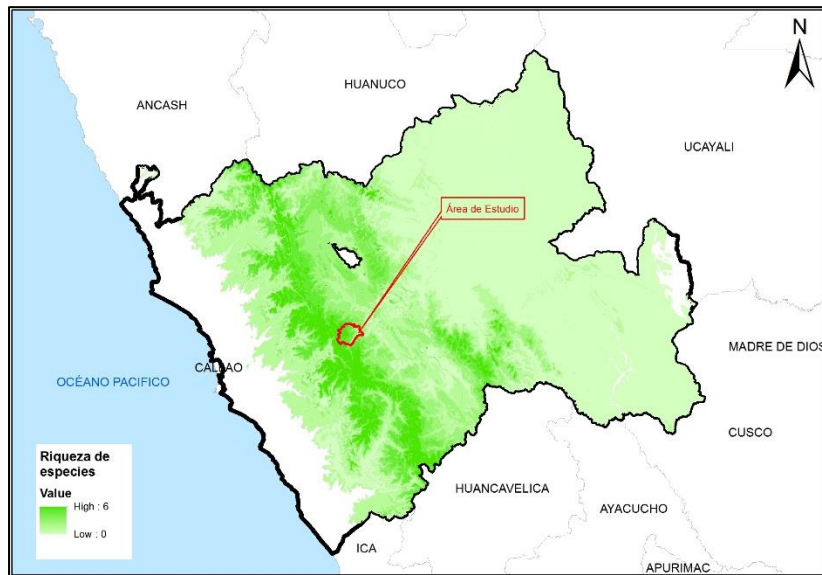 N
HUANUCO
ANCASH
UCAYALI
Área de Estudio
MADRE DE DIOS
CALLAO
OCÉANO PACIFICO
CUSCO
Riqueza de
especies
Value
High : 6
Low : 0
HUANCAVELICA
AYACUCHO
ICA
APURIMAC